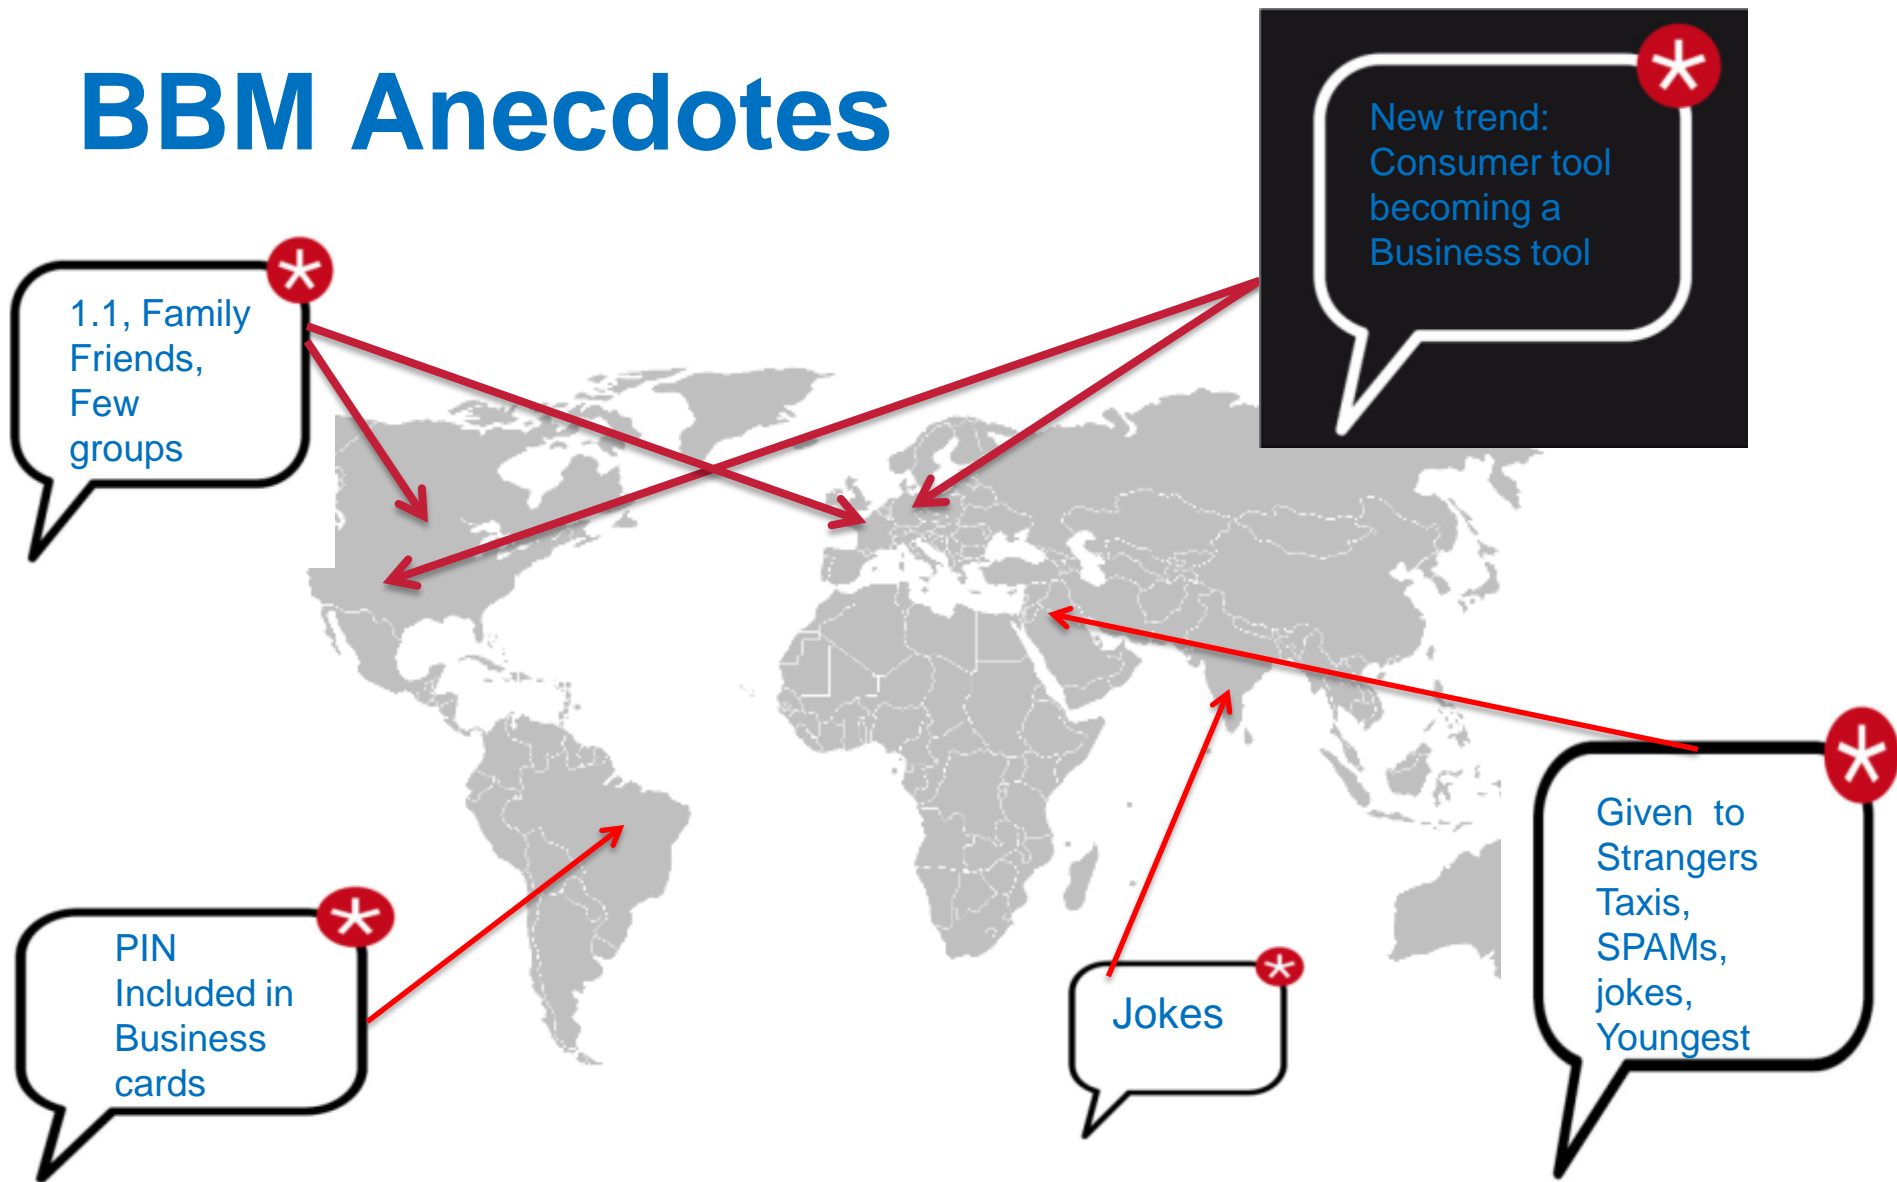 BBM Anecdotes
New trend:
Consumer tool
becoming a
Business tool
1.1, Family
Friends,
Few
groups
Given to
Strangers
Taxis,
SPAMs,
jokes,
Youngest
PIN
Included in
Business
cards
Jokes